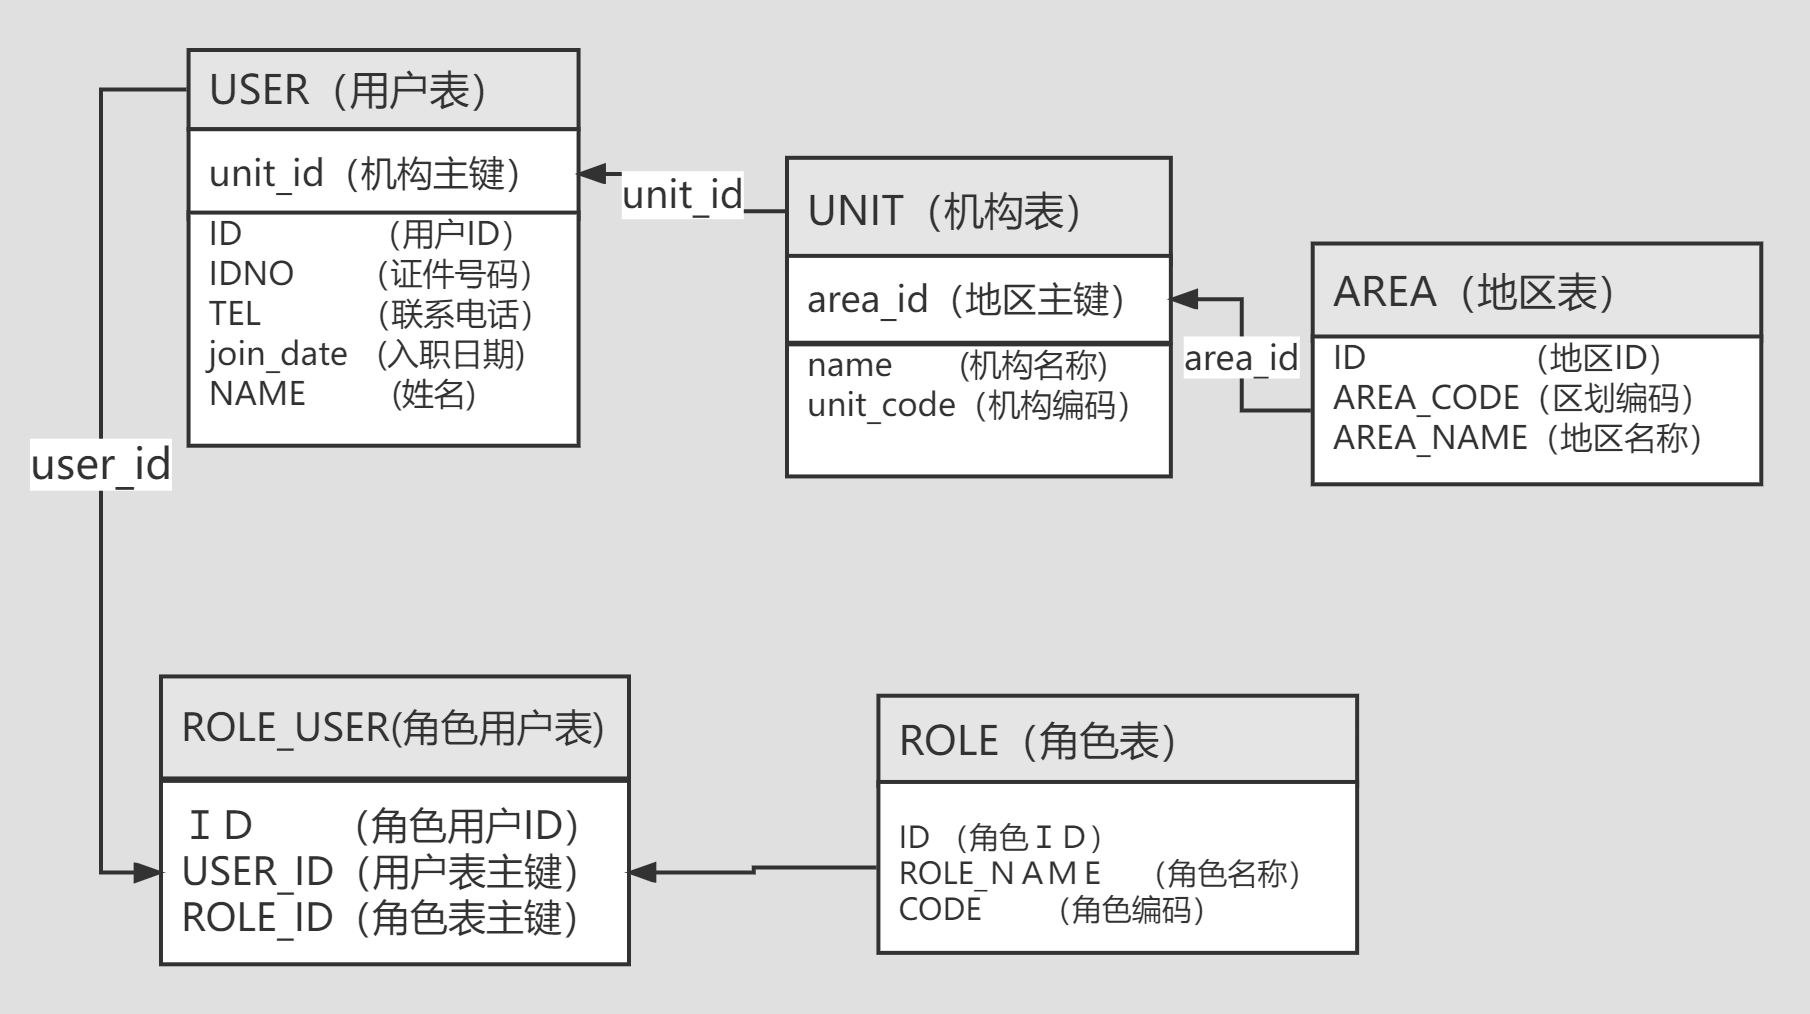 USER（用户表）
unit_id（机构主键）
ID （用户ID）
IDNO （证件号码）
TEL （联系电话）
join_date (入职日期)
NAME (姓名)
unit_id
UNIT（机构表）
area_id（地区主键）
name (机构名称)
unit_code（机构编码）
area_id
AREA（地区表）
ID （地区ID）
AREA_CODE（区划编码）
AREA_NAME（地区名称）
user_id
ROLE_USER(角色用户表)
ＩＤ （角色用户ID）
USER_ID（用户表主键）
ROLE_ID（角色表主键）
ROLE（角色表）
ID （角色ＩＤ）
ROLE_ＮＡＭＥ （角色名称）
CODE （角色编码）